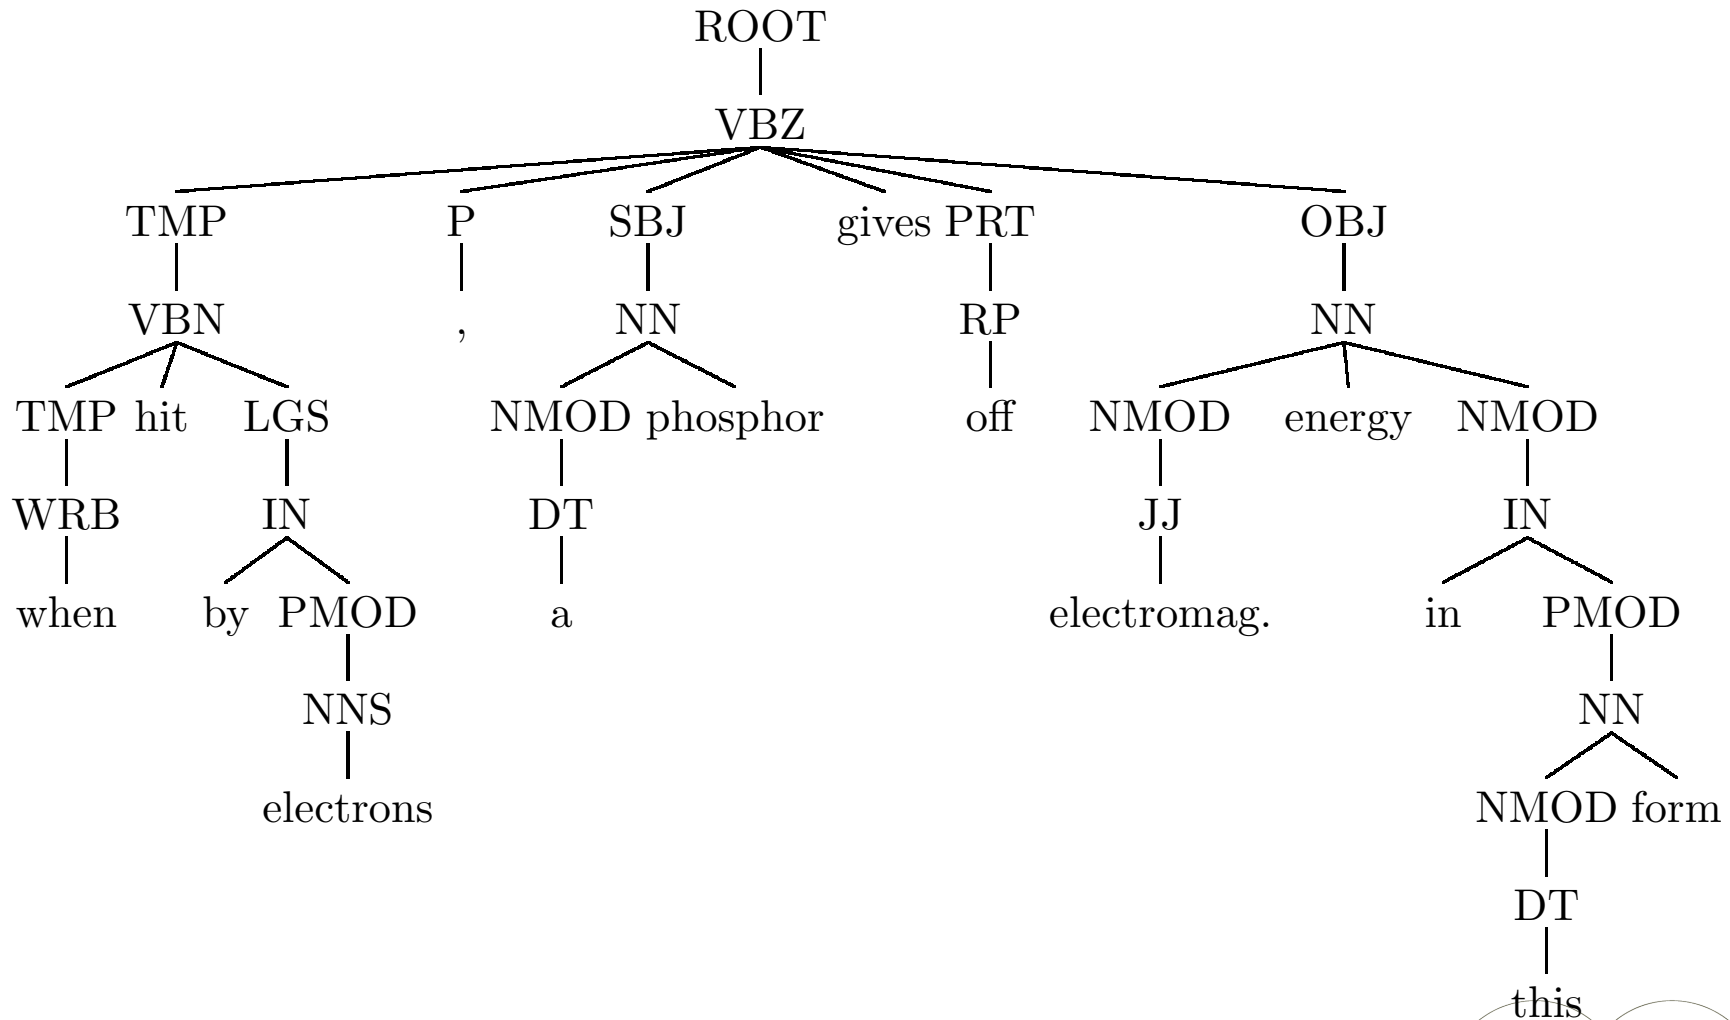 ROOT
VBZ
TMP P SBJ gives PRT OBJ
VBN , NN RP NN
TMP hit LGS NMOD phosphor off NMOD energy NMOD
WRB IN DT JJ IN
when by PMOD a electromag. in PMOD
NNS NN
electrons NMOD form
DT
this